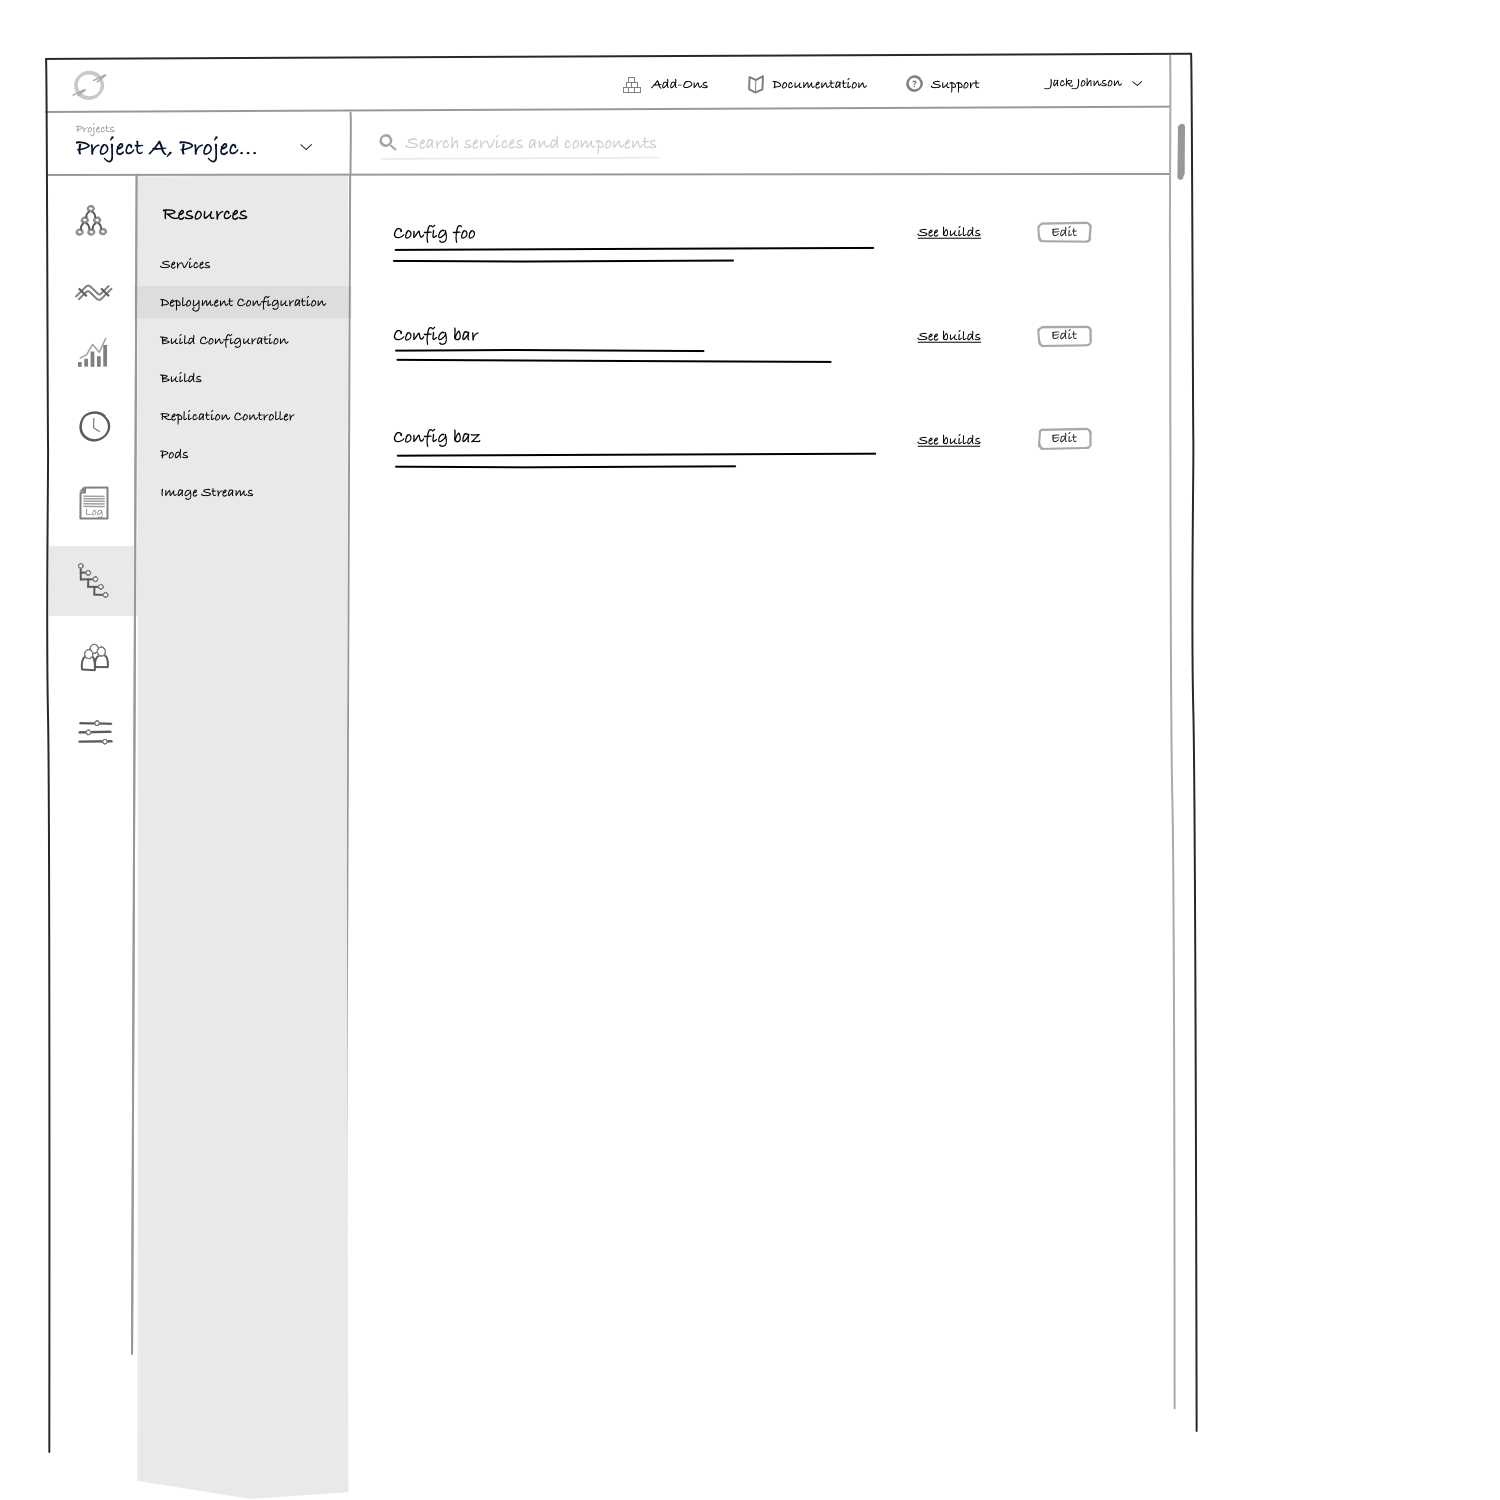 Add-Ons
Documentation
Support
Jack Johnson
Projects
Project A, Projec...
Search services and components
Resources
Services
Deployment Configuration
Build Configuration
Builds
Replication Controller
Pods
Image Streams
Log
Config foo
See builds
Edit
Config bar
See builds
Edit
Config baz
See builds
Edit